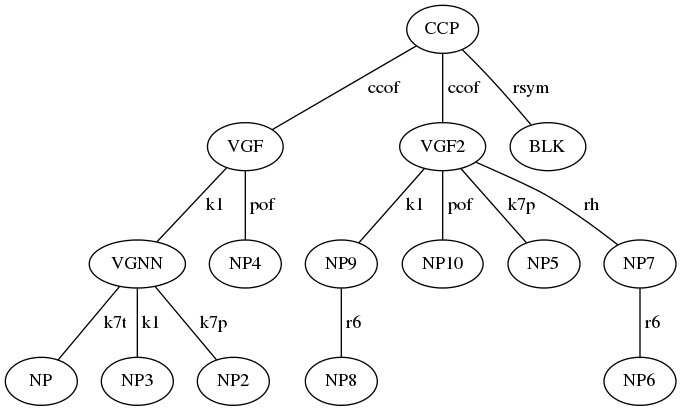 CCP
ccof ccof rsym
VGF VGF2 BLK
k1 pof k1 pof k7p rh
VGNN NP4 NP9 NP10 NP5 NP7
k7t k1 k7p r6 r6
NP NP3 NP2 NP8 NP6